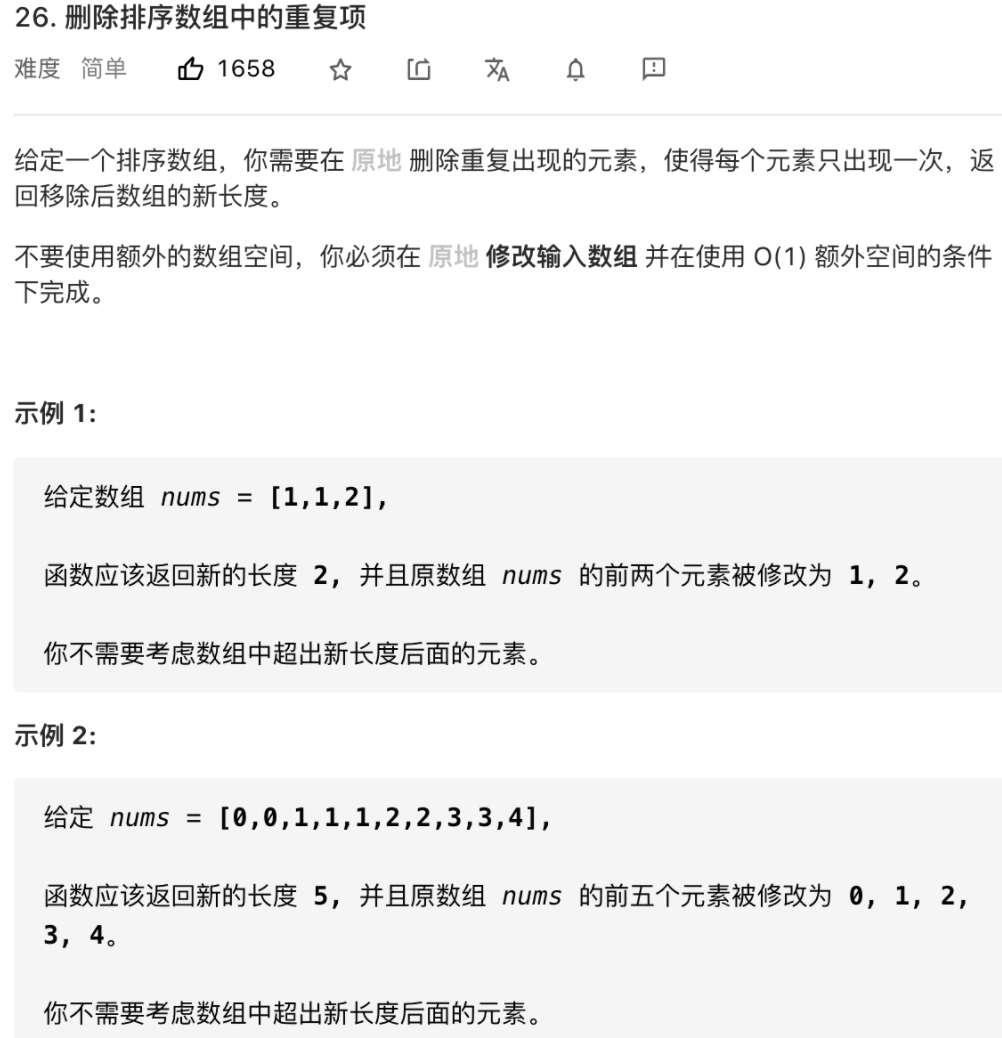 26. 删除排序数组中的重复项
难度 简单 1658
给定一个排序数组，你需要在 原地 删除重复出现的元素，使得每个元素只出现一次，返
回移除后数组的新长度。
不要使用额外的数组空间，你必须在 原地 修改输入数组 并在使用 O(1) 额外空间的条件
下完成。
示例 1:
给定数组 nums = [1,1,2],
函数应该返回新的长度 2, 并且原数组 nums 的前两个元素被修改为 1, 2。
你不需要考虑数组中超出新长度后面的元素。
示例 2:
给定 nums = [0,0,1,1,1,2,2,3,3,4],
函数应该返回新的长度 5, 并且原数组 nums 的前五个元素被修改为 0, 1, 2,
3, 4。
你不需要考虑数组中超出新长度后面的元素。